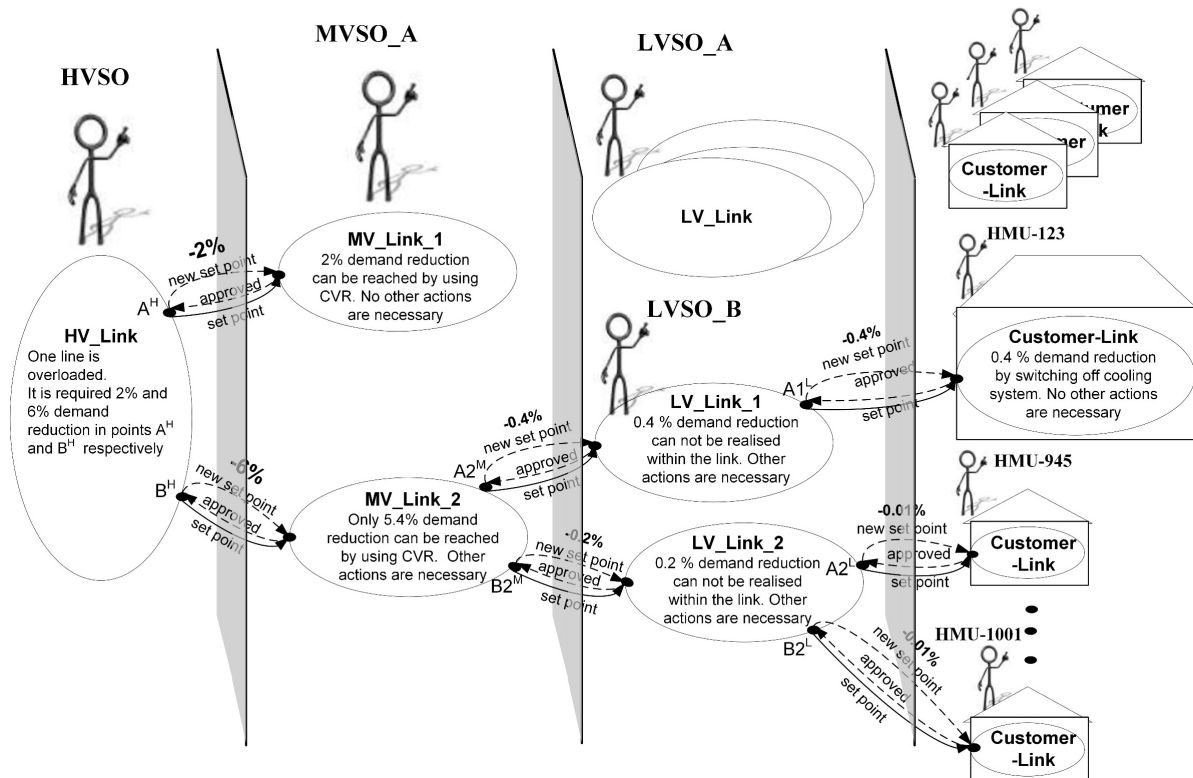 HVSO
MVSO_A
LVSO_A
LV_Link
Customer
-Link
tumer
k
mer
HMU-123
-2%
new set point
approved
set point
A^H
MV_Link_1
2% demand reduction
can be reached by using
CVR. No other actions
are necessary
HV_Link
One line is
overloaded.
It is required 2% and
6% demand
reduction in points A^H
and B^H respectively
LVSO_B
-0.4%
new set point
approved
set point
A1^L
Customer-Link
0.4 % demand reduction
by switching off cooling
system. No other actions
are necessary
LV_Link_1
0.4 % demand reduction
can not be realised
within the link. Other
actions are necessary
-0.4%
new set point
approved
set point
A2^M
-6%
new set point
approved
set point
B^H
MV_Link_2
Only 5.4% demand
reduction can be reached
by using CVR. Other
actions are necessary
-0.2%
new set point
approved
set point
B2^M
LV_Link_2
0.2 % demand reduction
can not be realised
within the link. Other
actions are necessary
HMU-945
-0.01%
new set point
approved
set point
A2^L
Customer
-Link
HMU-1001
-0.01%
new set point
approved
set point
B2^L
Customer
-Link